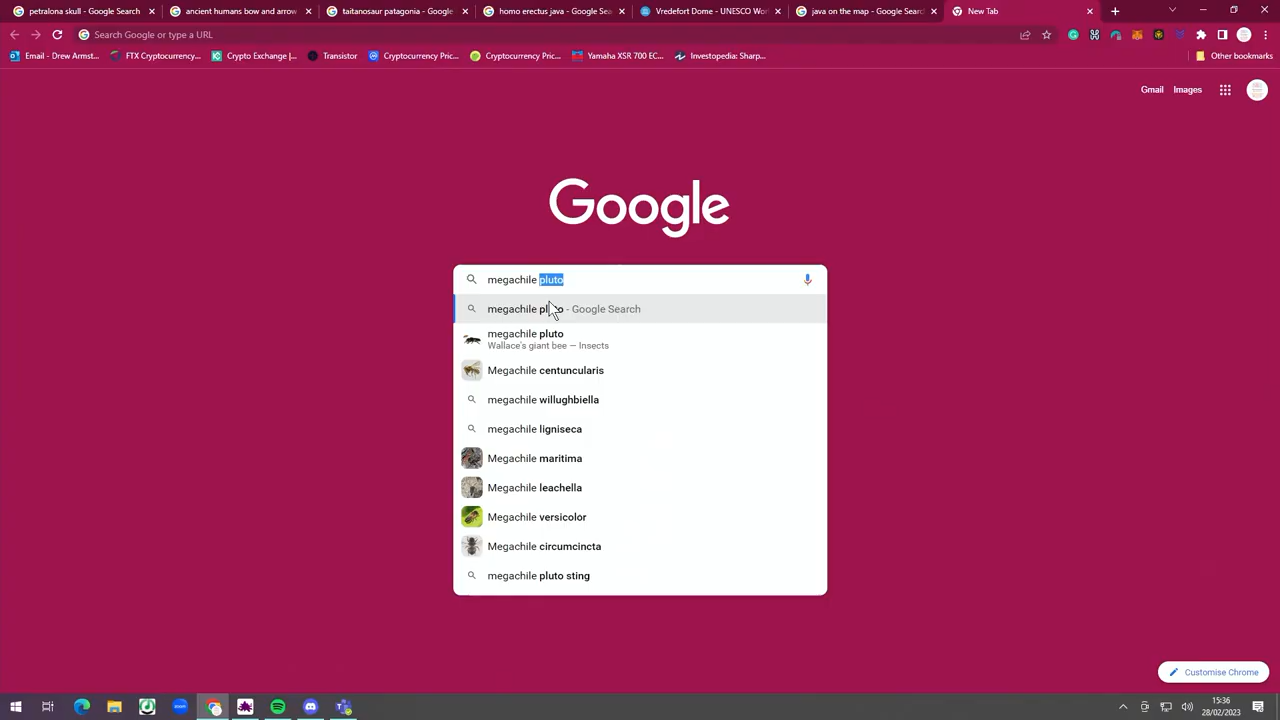 petralona skull - Google Search
ancient humans bow and arrow
taitanosaur patagonia - Google
homo erectus java - Google Sea
Vredefort Dome - UNESCO Wor
java on the map - Google Search
New Tab
Search Google or type a URL
Email - Drew Armst...
FTX Cryptocurrency...
Crypto Exchange |...
Transistor
Cryptocurrency Pric...
Cryptocurrency Pric...
Yamaha XSR 700 EC...
Investopedia: Sharp...
Other bookmarks
Gmail
Images
Google
megachile pluto
megachile pluto - Google Search
megachile pluto
Wallace's giant bee — Insects
Megachile centuncularis
megachile willughbiella
megachile ligniseca
Megachile maritima
Megachile leachella
Megachile versicolor
Megachile circumcincta
megachile pluto sting
Customise Chrome
15:36
28/02/2023